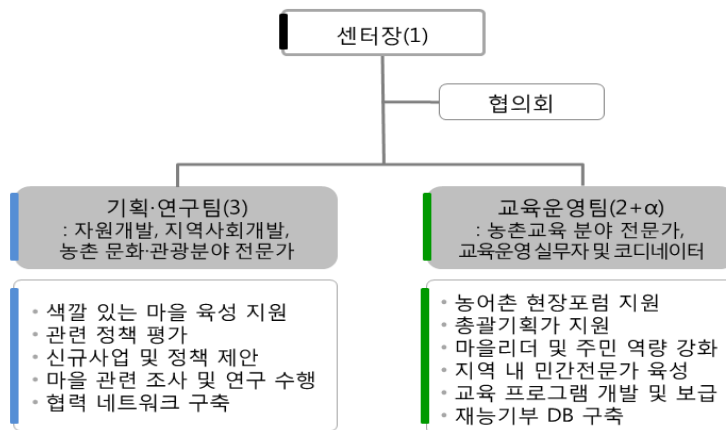 센터장(1)
협의회
기획·연구팀(3)
: 자원개발, 지역사회개발,
농촌 문화·관광분야 전문가
• 색깔 있는 마을 육성 지원
• 관련 정책 평가
• 신규사업 및 정책 제안
• 마을 관련 조사 및 연구 수행
• 협력 네트워크 구축
교육운영팀(2+α)
: 농촌교육 분야 전문가,
교육운영 실무자 및 코디네이터
• 농어촌 현장포럼 지원
• 총괄기획가 지원
• 마을리더 및 주민 역량 강화
• 지역 내 민간전문가 육성
• 교육 프로그램 개발 및 보급
• 재능기부 DB 구축